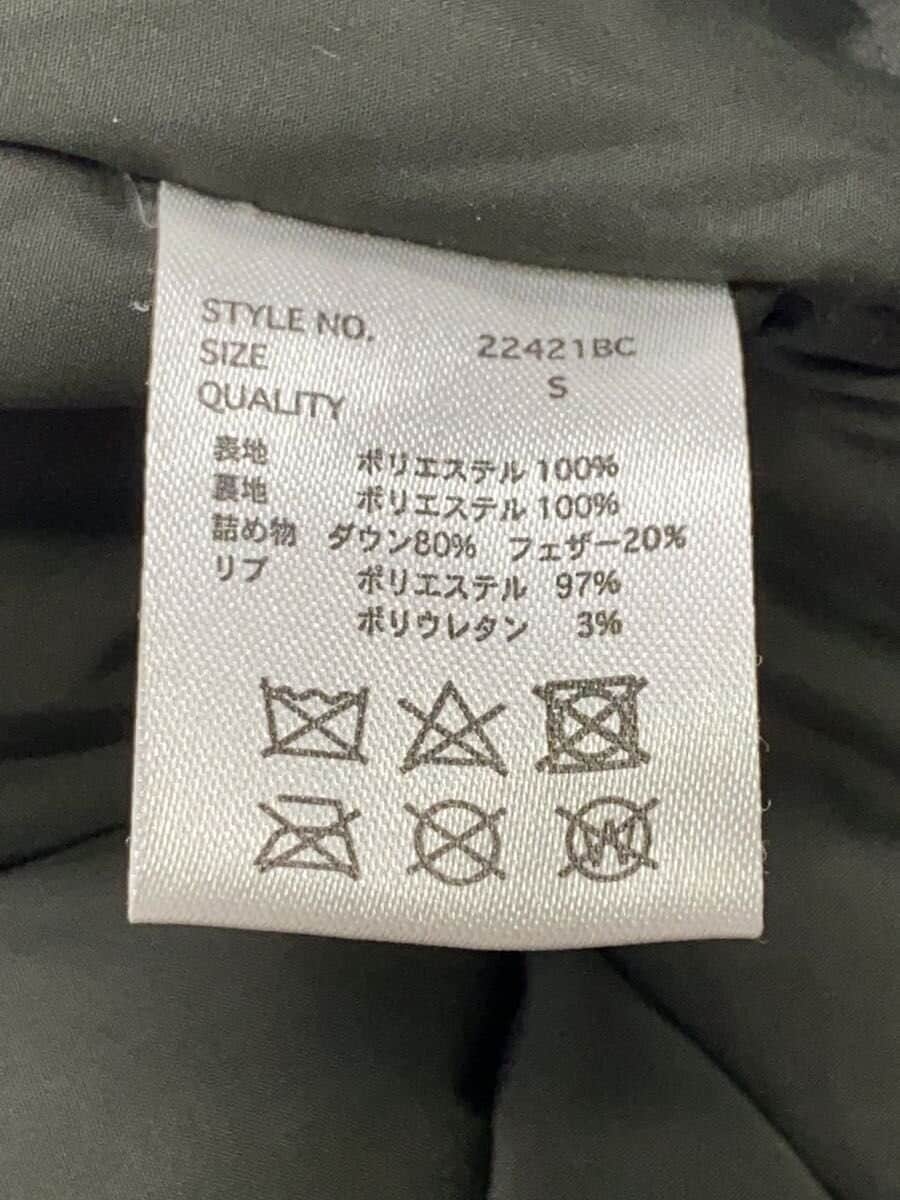 STYLE NO. 22421BC
SIZE S
QUALITY
表地 ポリエステル 100%
裏地 ポリエステル 100%
詰め物 ダウン80% フェザー20%
リブ ポリエステル 97%
ポリウレタン 3%
W